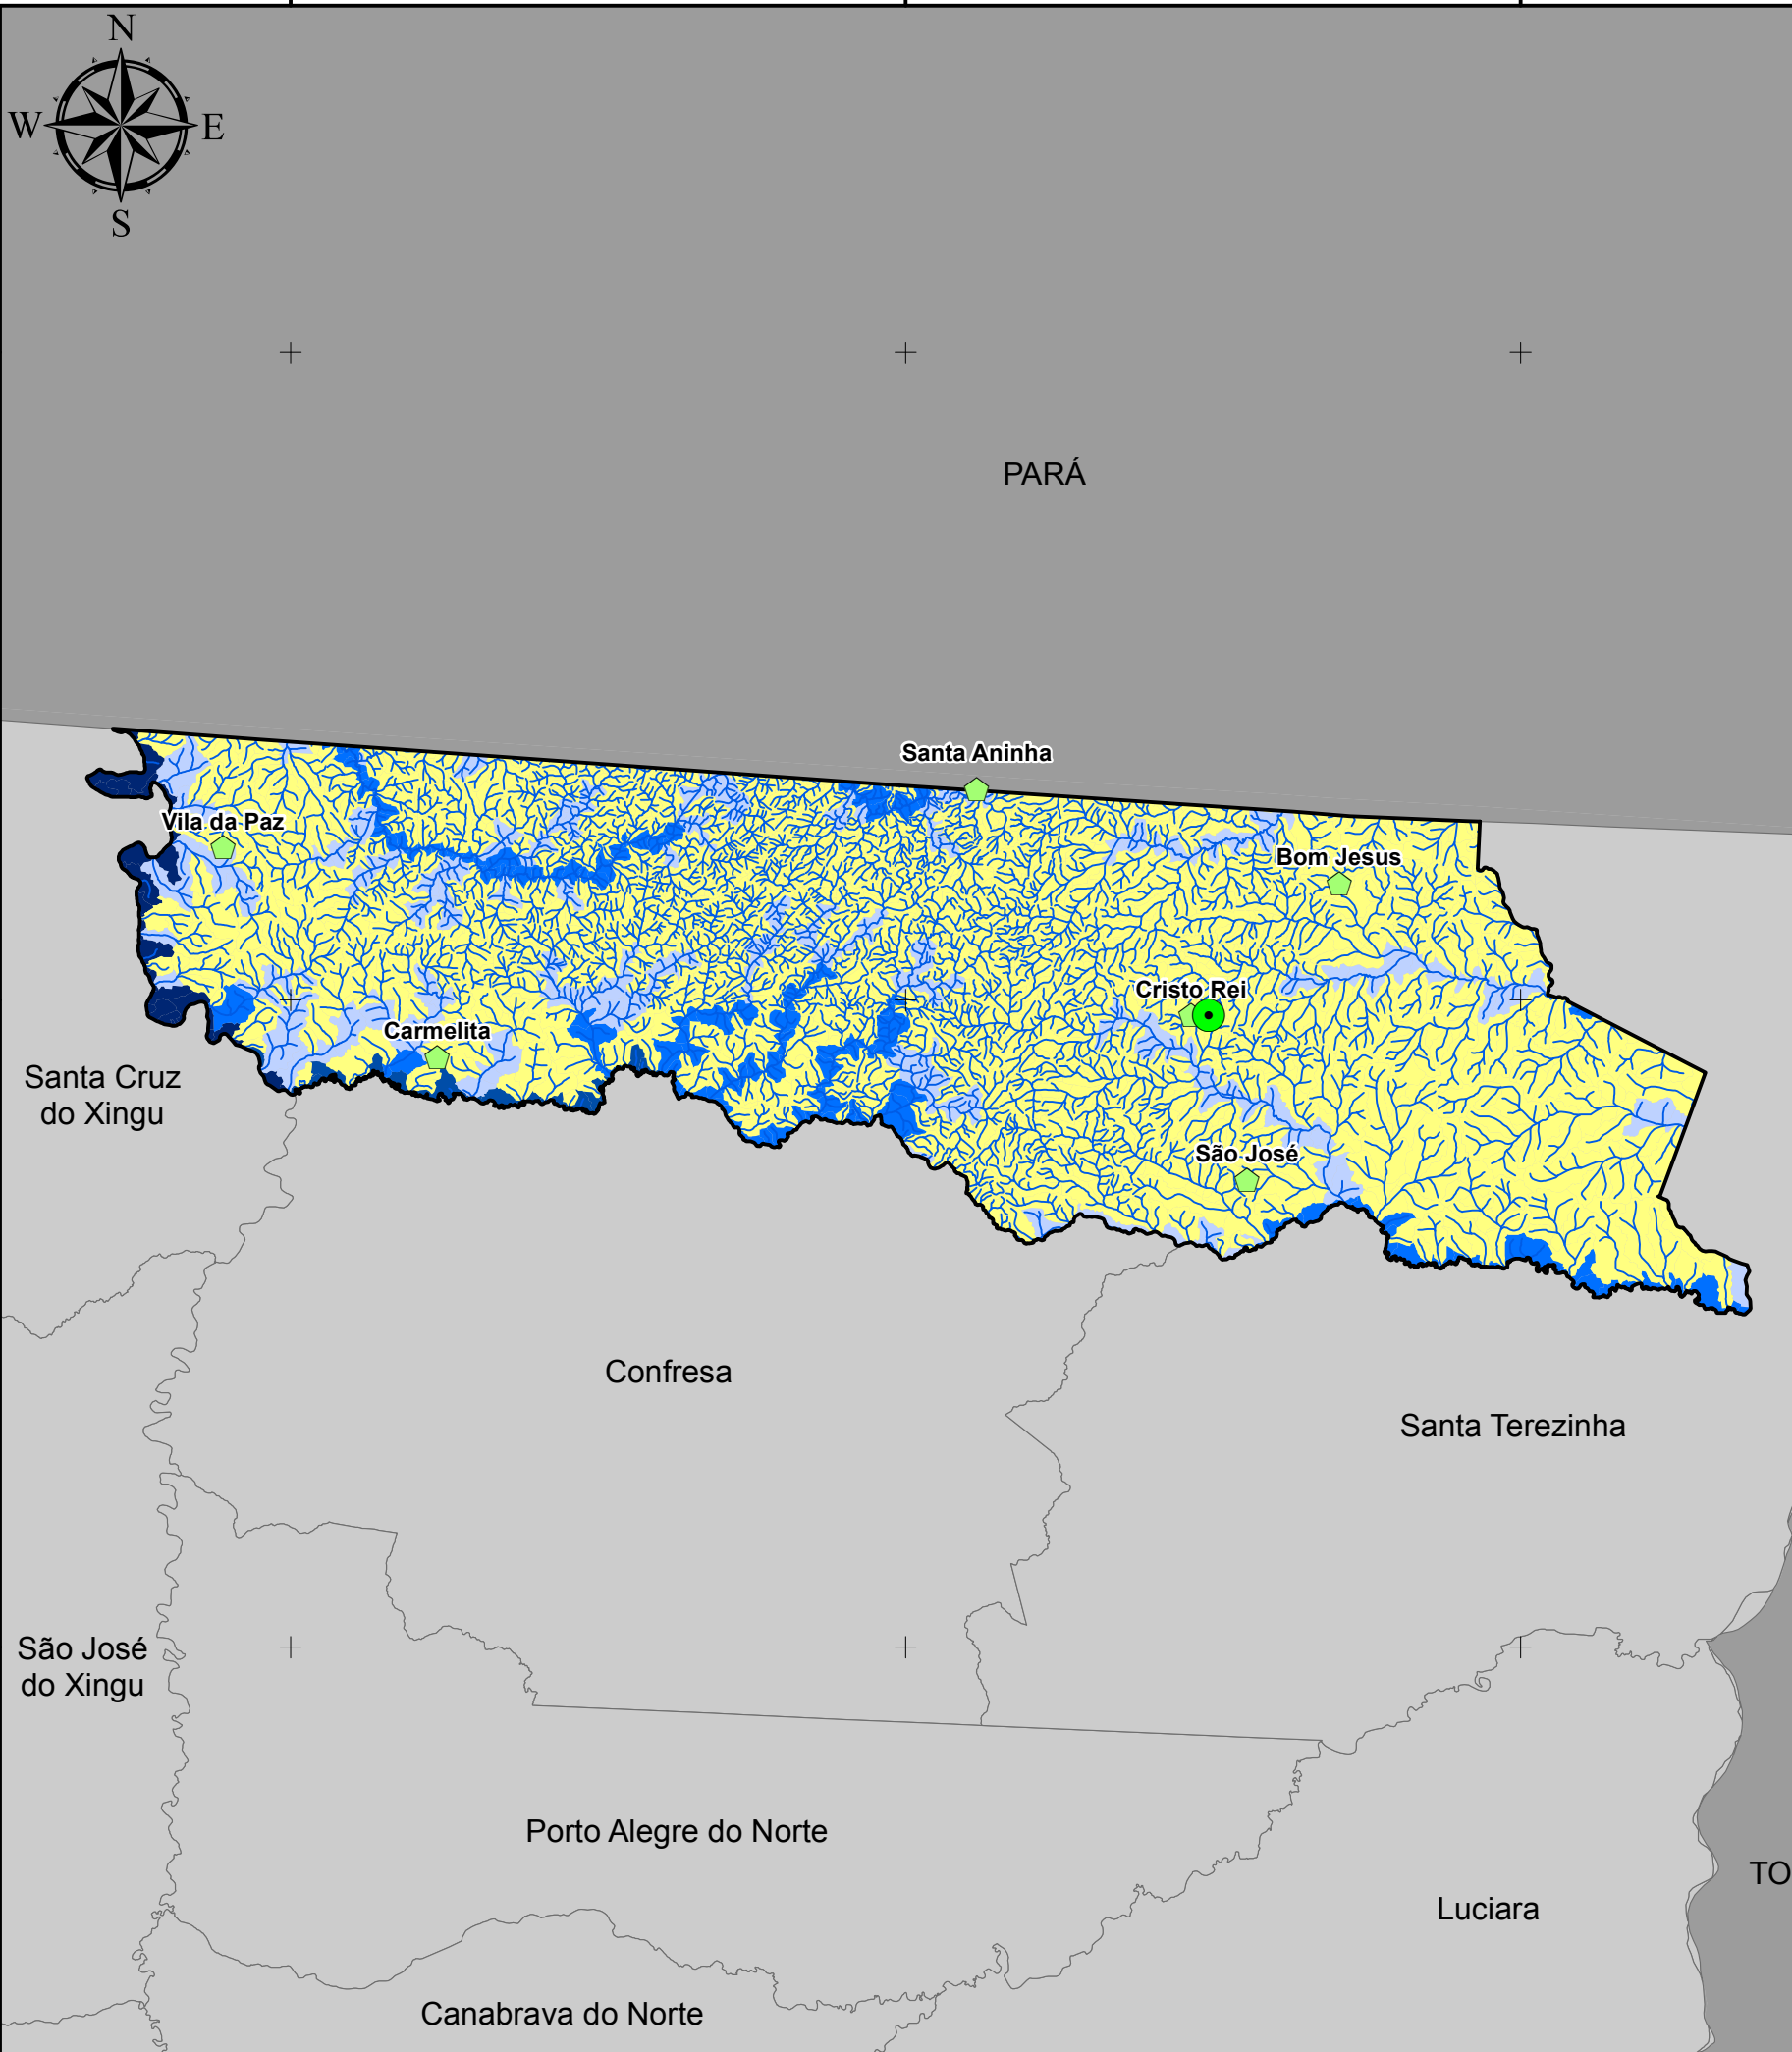 N
W
E
S
PARÁ
Santa Aninha
Vila da Paz
Bom Jesus
Cristo Rei
Carmelita
Santa Cruz
do Xingu
São José
Confresa
Santa Terezinha
São José
do Xingu
Porto Alegre do Norte
TO
Luciara
Canabrava do Norte